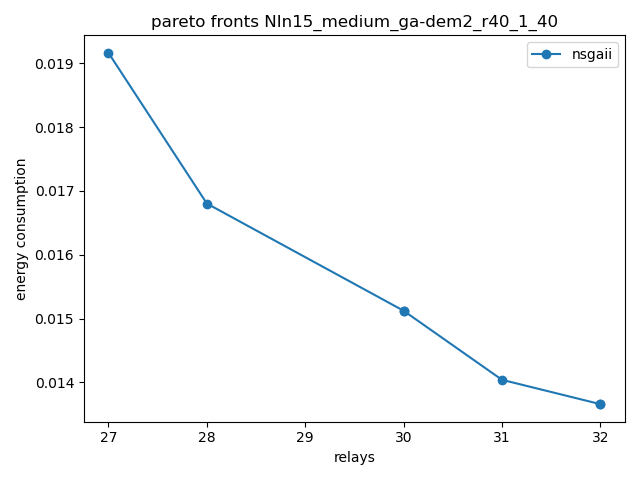 pareto fronts NIn15_medium_ga-dem2_r40_1_40
nsgaii
0.019
0.018
0.017
0.016
0.015
0.014
energy consumption
27 28 29 30 31 32
relays